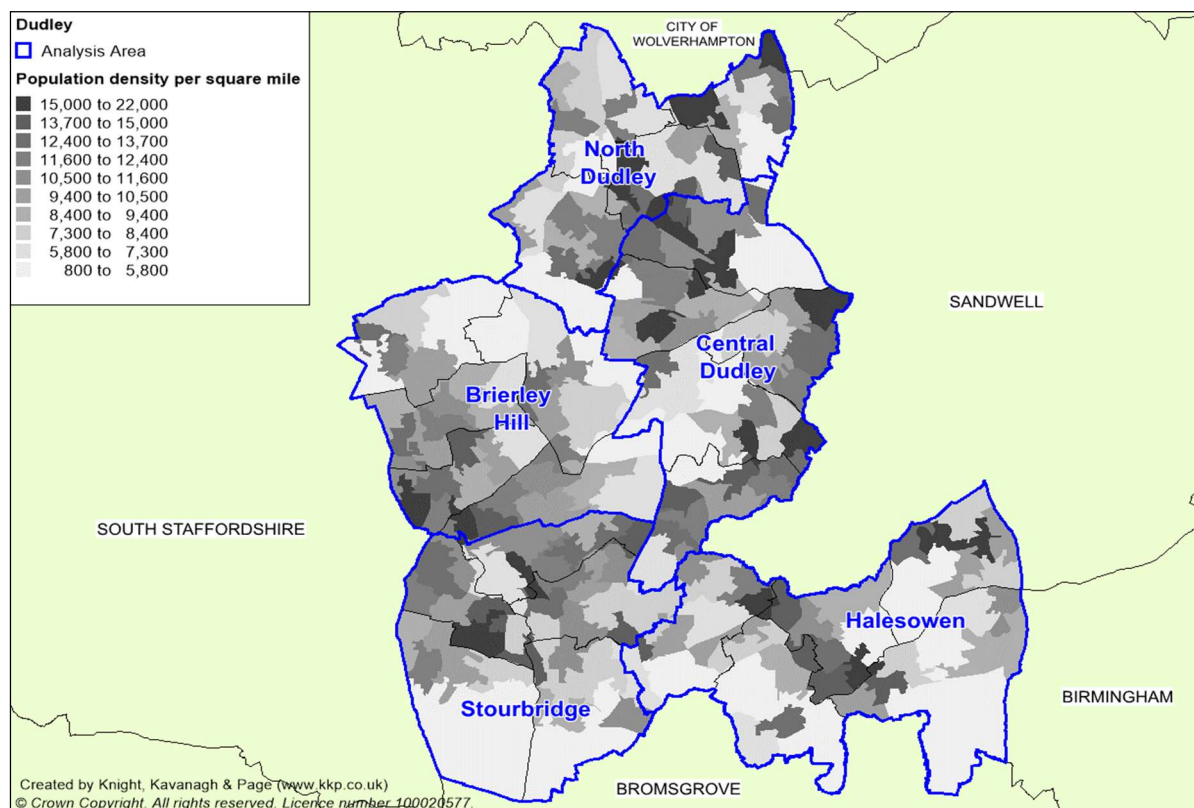 Dudley
Analysis Area
Population density per square mile
15,000 to 22,000
13,700 to 15,000
12,400 to 13,700
11,600 to 12,400
10,500 to 11,600
9,400 to 10,500
8,400 to 9,400
7,300 to 8,400
5,800 to 7,300
800 to 5,800
CITY OF
WOLVERHAMPTON
North
Dudley
SANDWELL
Central
Dudley
Brierley
Hill
SOUTH STAFFORDSHIRE
Halesowen
BIRMINGHAM
Stourbridge
BROMSGROVE
Created by Knight, Kavanagh & Page (www.kkp.co.uk)
© Crown Copyright. All rights reserved. Licence number 100020577.